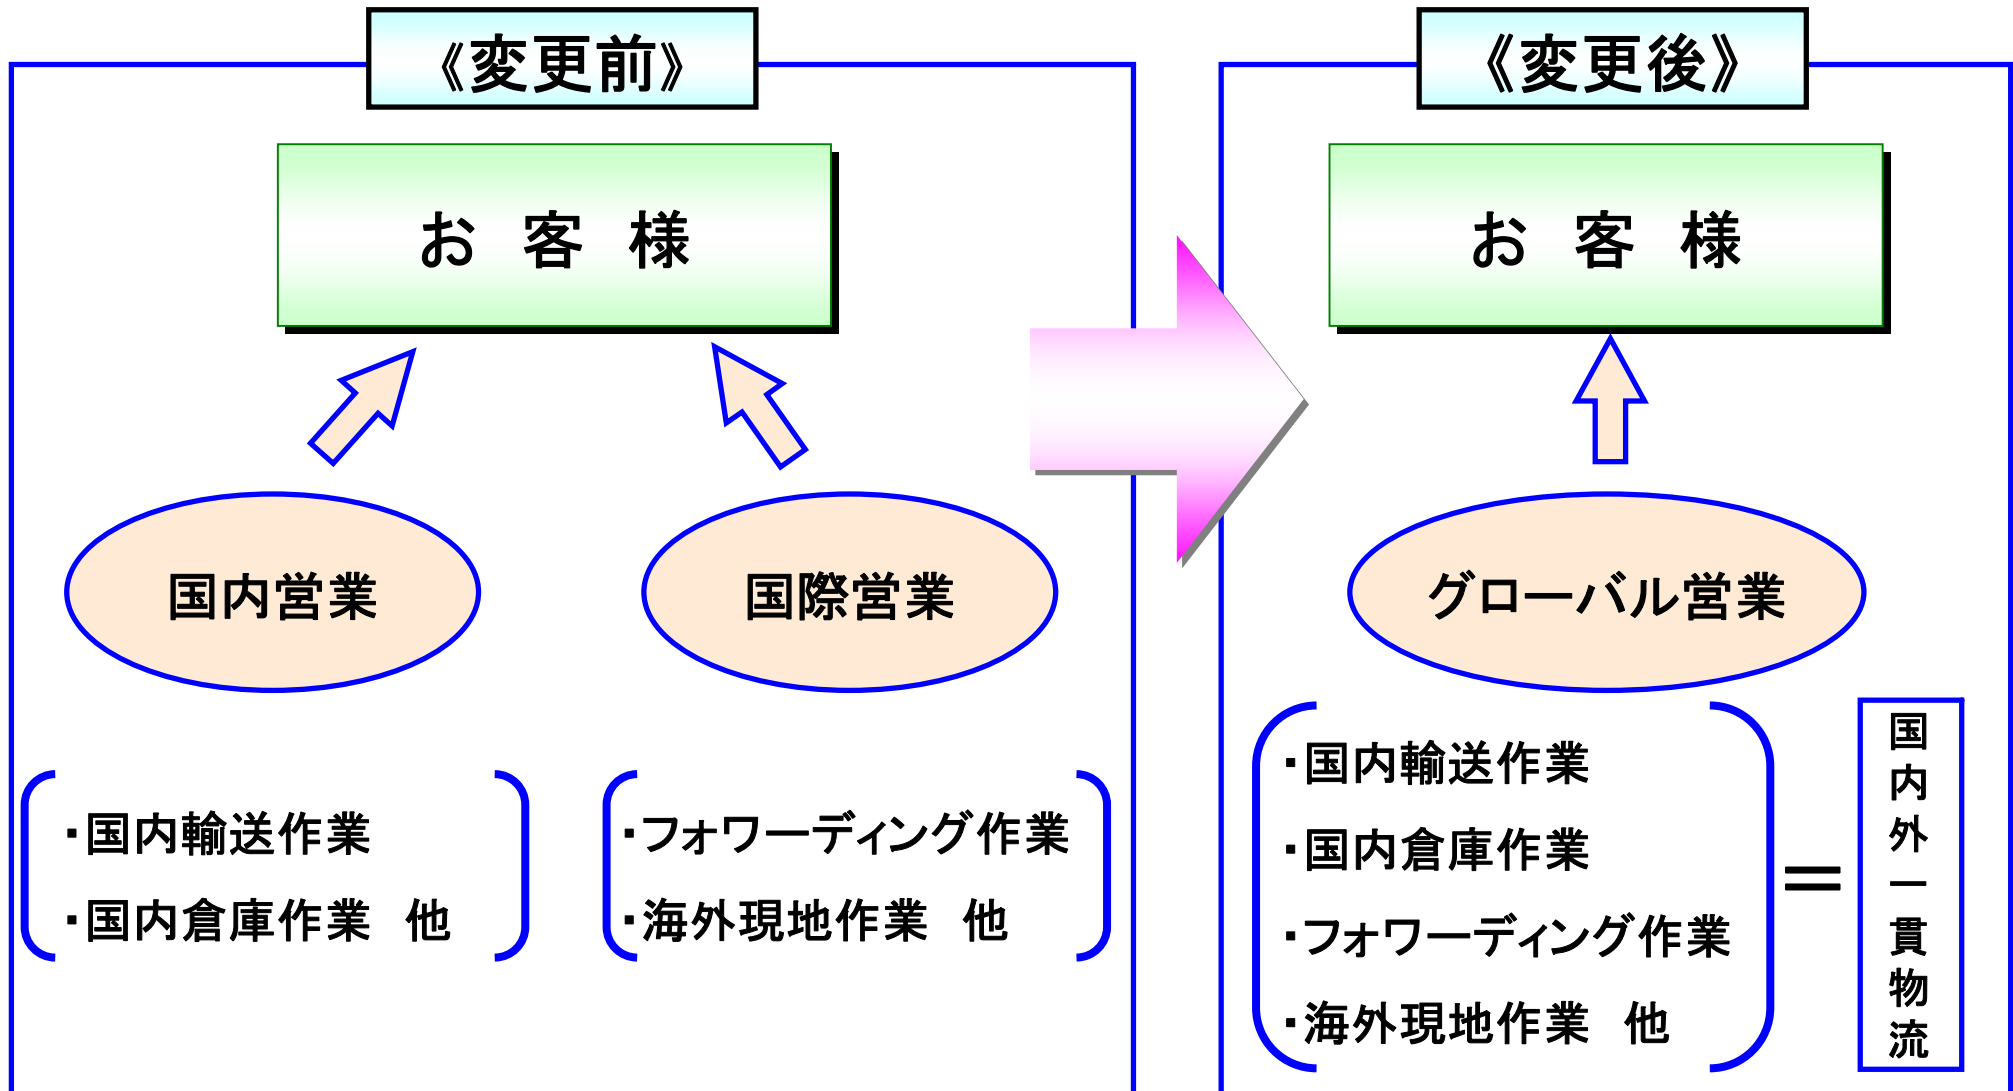 《変更前》
お　客　様
国内営業
国際営業
・国内輸送作業
・国内倉庫作業　他
・フォワーディング作業
・海外現地作業　他
《変更後》
お　客　様
グローバル営業
・国内輸送作業
・国内倉庫作業
・フォワーディング作業
・海外現地作業　他
＝
国内外一貫物流